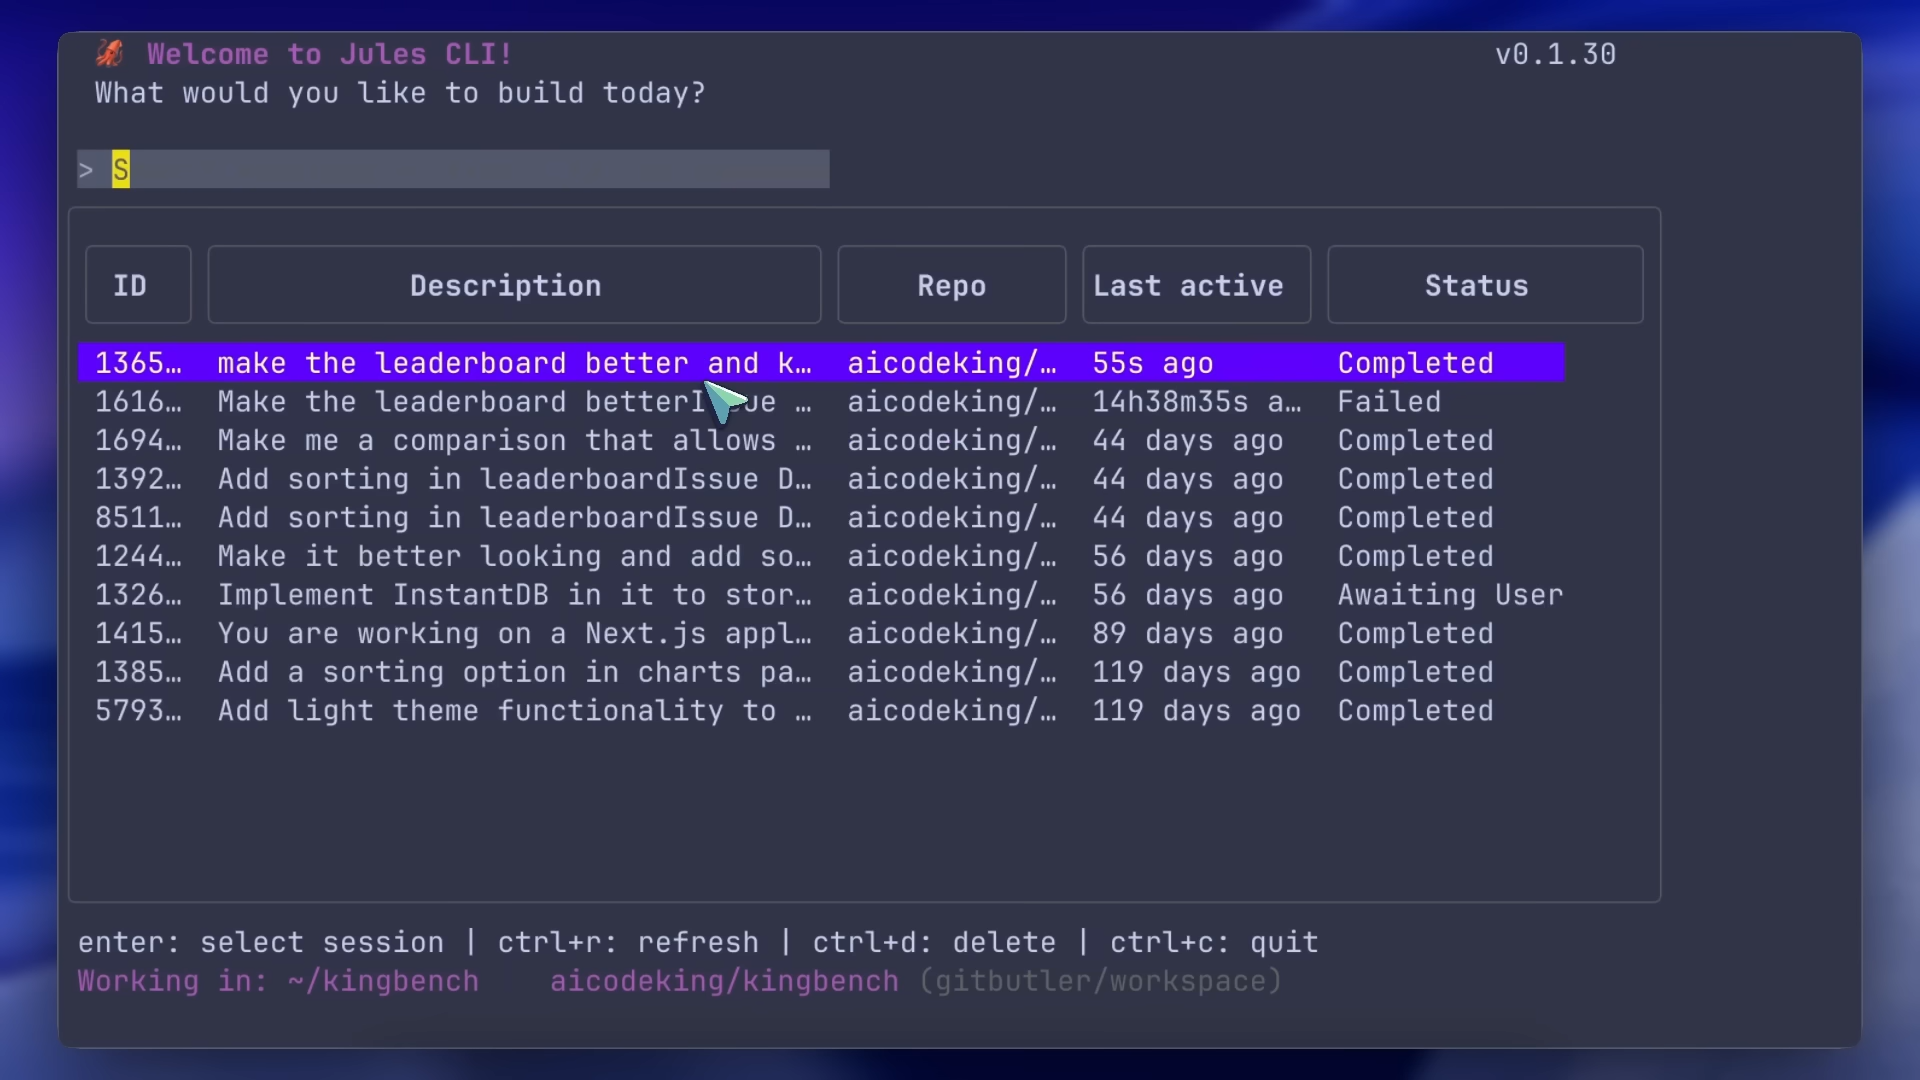 Welcome to Jules CLI! v0.1.30
What would you like to build today?
> S
ID Description Repo Last active Status
1365… make the leaderboard better and k… aicodeking/… 55s ago Completed
1616… Make the leaderboard betterIssue … aicodeking/… 14h38m35s a… Failed
1694… Make me a comparison that allows … aicodeking/… 44 days ago Completed
1392… Add sorting in leaderboardIssue D… aicodeking/… 44 days ago Completed
8511… Add sorting in leaderboardIssue D… aicodeking/… 44 days ago Completed
1244… Make it better looking and add so… aicodeking/… 56 days ago Completed
1326… Implement InstantDB in it to stor… aicodeking/… 56 days ago Awaiting User
1415… You are working on a Next.js appl… aicodeking/… 89 days ago Completed
1385… Add a sorting option in charts pa… aicodeking/… 119 days ago Completed
5793… Add light theme functionality to … aicodeking/… 119 days ago Completed
enter: select session | ctrl+r: refresh | ctrl+d: delete | ctrl+c: quit
Working in: ~/kingbench aicodeking/kingbench (gitbutler/workspace)